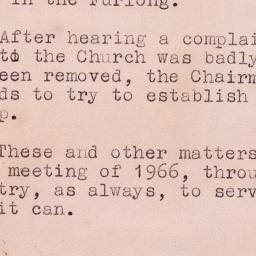 in the Furlong.
After hearing a complai
to the Church was badly
een removed, the Chairm
ds to try to establish
p.
These and other matters
meeting of 1966, throu
try, as always, to serv
it can.